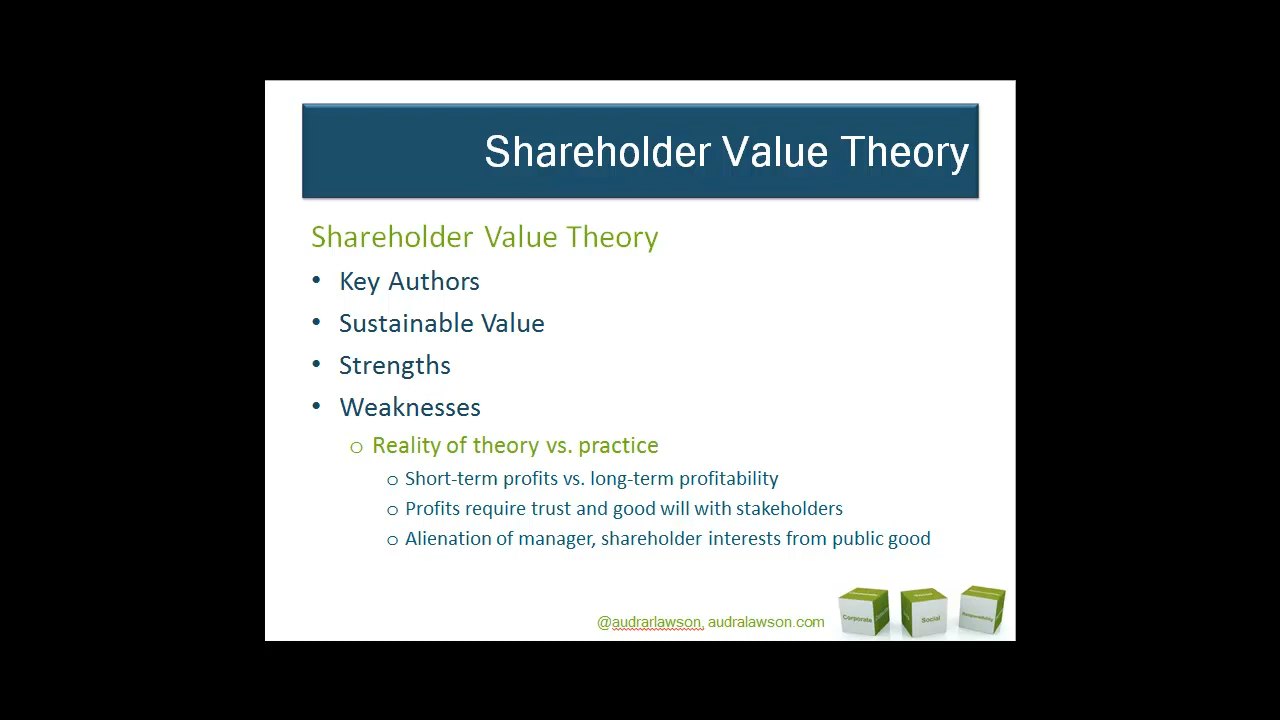 Shareholder Value Theory
Shareholder Value Theory
• Key Authors
• Sustainable Value
• Strengths
• Weaknesses
o Reality of theory vs. practice
o Short-term profits vs. long-term profitability
o Profits require trust and good will with stakeholders
o Alienation of manager, shareholder interests from public good
@audrarlawson, audralawson.com
Corporate
Social
Responsibility